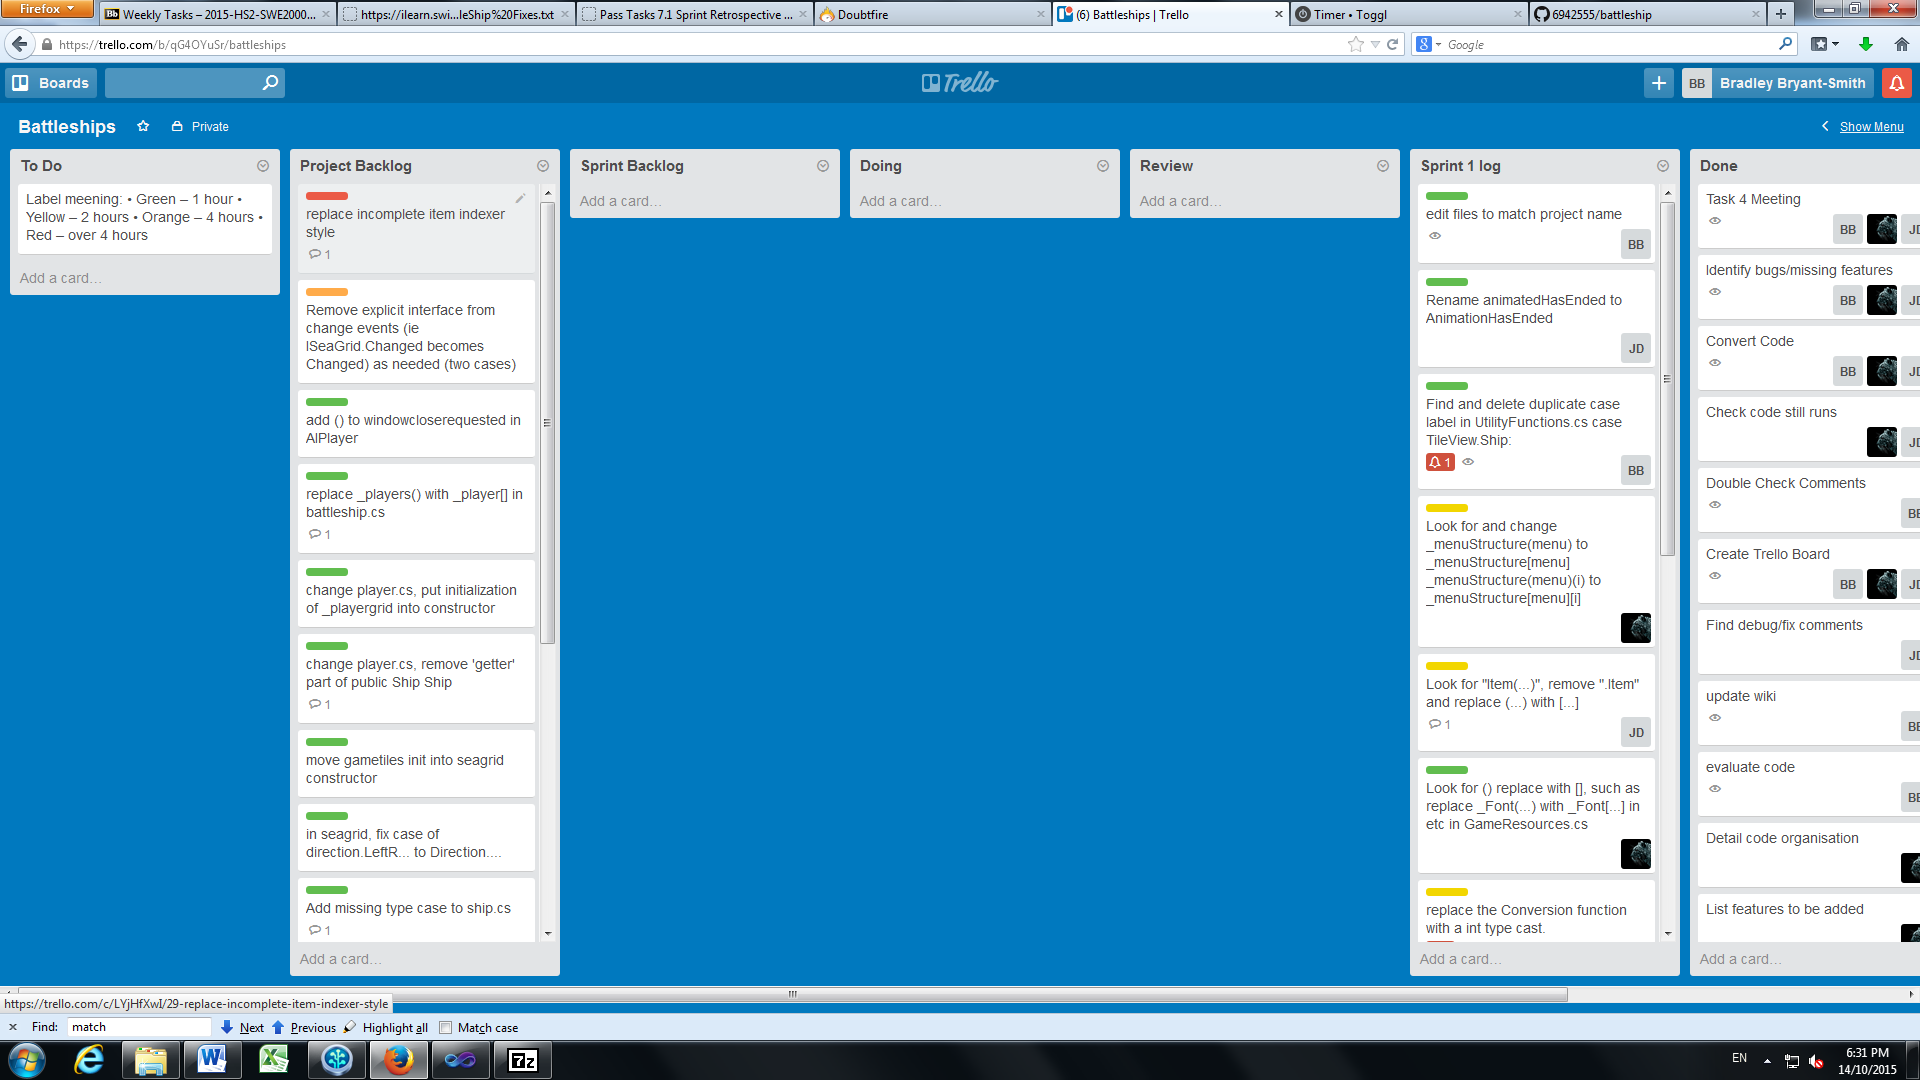 Firefox
Weekly Tasks – 2015-HS2-SWE2000...
https://ilearn.swi...leShip%20Fixes.txt
Pass Tasks 7.1 Sprint Retrospective ...
Doubtfire
(6) Battleships | Trello
Timer • Toggl
6942555/battleship
https://trello.com/b/qG4OYuSr/battleships
Google
Boards
Trello
BB
Bradley Bryant-Smith
Battleships
Private
Show Menu
To Do
Label meening: • Green – 1 hour •
Yellow – 2 hours • Orange – 4 hours •
Red – over 4 hours
Add a card...
Project Backlog
replace incomplete item indexer
style
1
Remove explicit interface from
change events (ie
ISeaGrid.Changed becomes
Changed) as needed (two cases)
add () to windowcloserequested in
AIPlayer
replace _players() with _player[] in
battleship.cs
1
change player.cs, put initialization
of _playergrid into constructor
change player.cs, remove 'getter'
part of public Ship Ship
1
move gametiles init into seagrid
constructor
in seagrid, fix case of
direction.LeftR... to Direction....
Add missing type case to ship.cs
1
Add a card...
Sprint Backlog
Add a card...
Doing
Add a card...
Review
Add a card...
Sprint 1 log
edit files to match project name
BB
Rename animatedHasEnded to
AnimationHasEnded
JD
Find and delete duplicate case
label in UtilityFunctions.cs case
TileView.Ship:
1
BB
Look for and change
_menuStructure(menu) to
_menuStructure[menu]
_menuStructure(menu)(i) to
_menuStructure[menu][i]
Look for "Item(...)", remove ".Item"
and replace (...) with [...]
1
JD
Look for () replace with [], such as
replace _Font(...) with _Font[...] in
etc in GameResources.cs
replace the Conversion function
with a int type cast.
Add a card...
Done
Task 4 Meeting
BB
JD
Identify bugs/missing features
BB
JD
Convert Code
BB
JD
Check code still runs
JD
Double Check Comments
BB
Create Trello Board
BB
JD
Find debug/fix comments
JD
update wiki
BB
evaluate code
BB
Detail code organisation
List features to be added
Add a card...
https://trello.com/c/LYjHfXwI/29-replace-incomplete-item-indexer-style
Find:
match
Next
Previous
Highlight all
Match case
EN
6:31 PM
14/10/2015